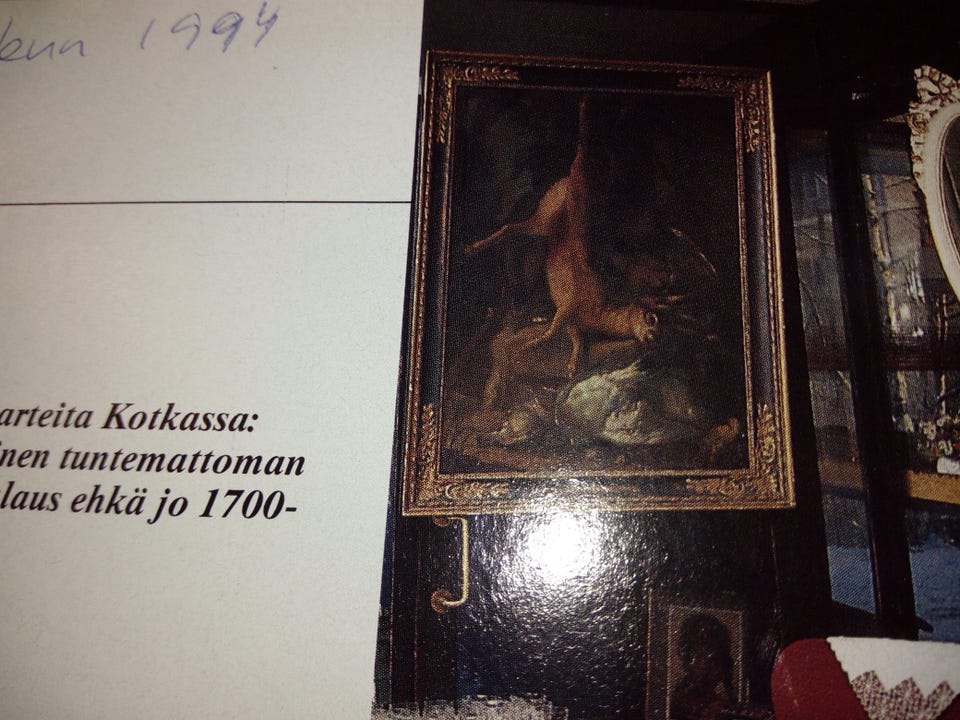 1994
arteita Kotkassa:
inen tuntemattoman
laus ehkä jo 1700-